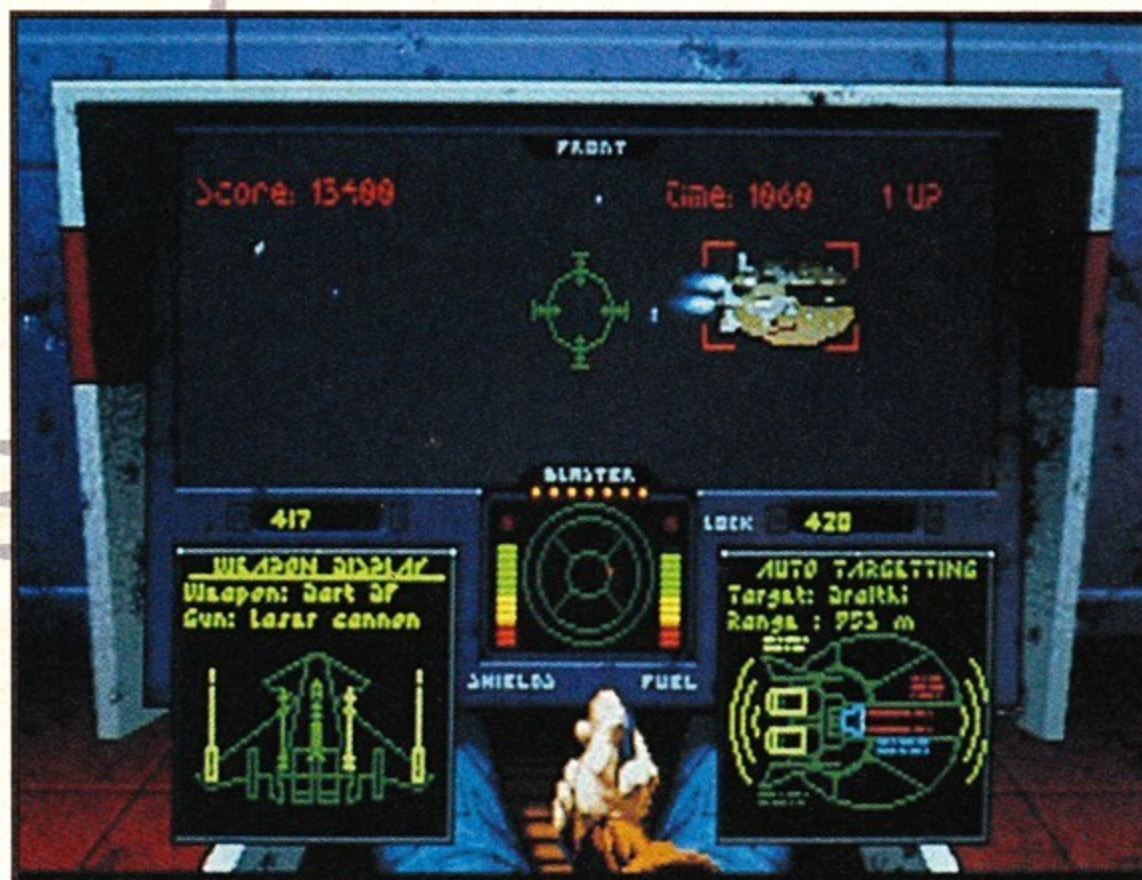 FRONT
Score: 13400
Time: 1060
1 UP
BLASTER
417
LOCK
420
WEAPON DISPLAY
Weapon: Dart DF
Gun: Laser cannon
AUTO TARGETTING
Target: Dralthi
Range : 953 m
SHIELDS
FUEL